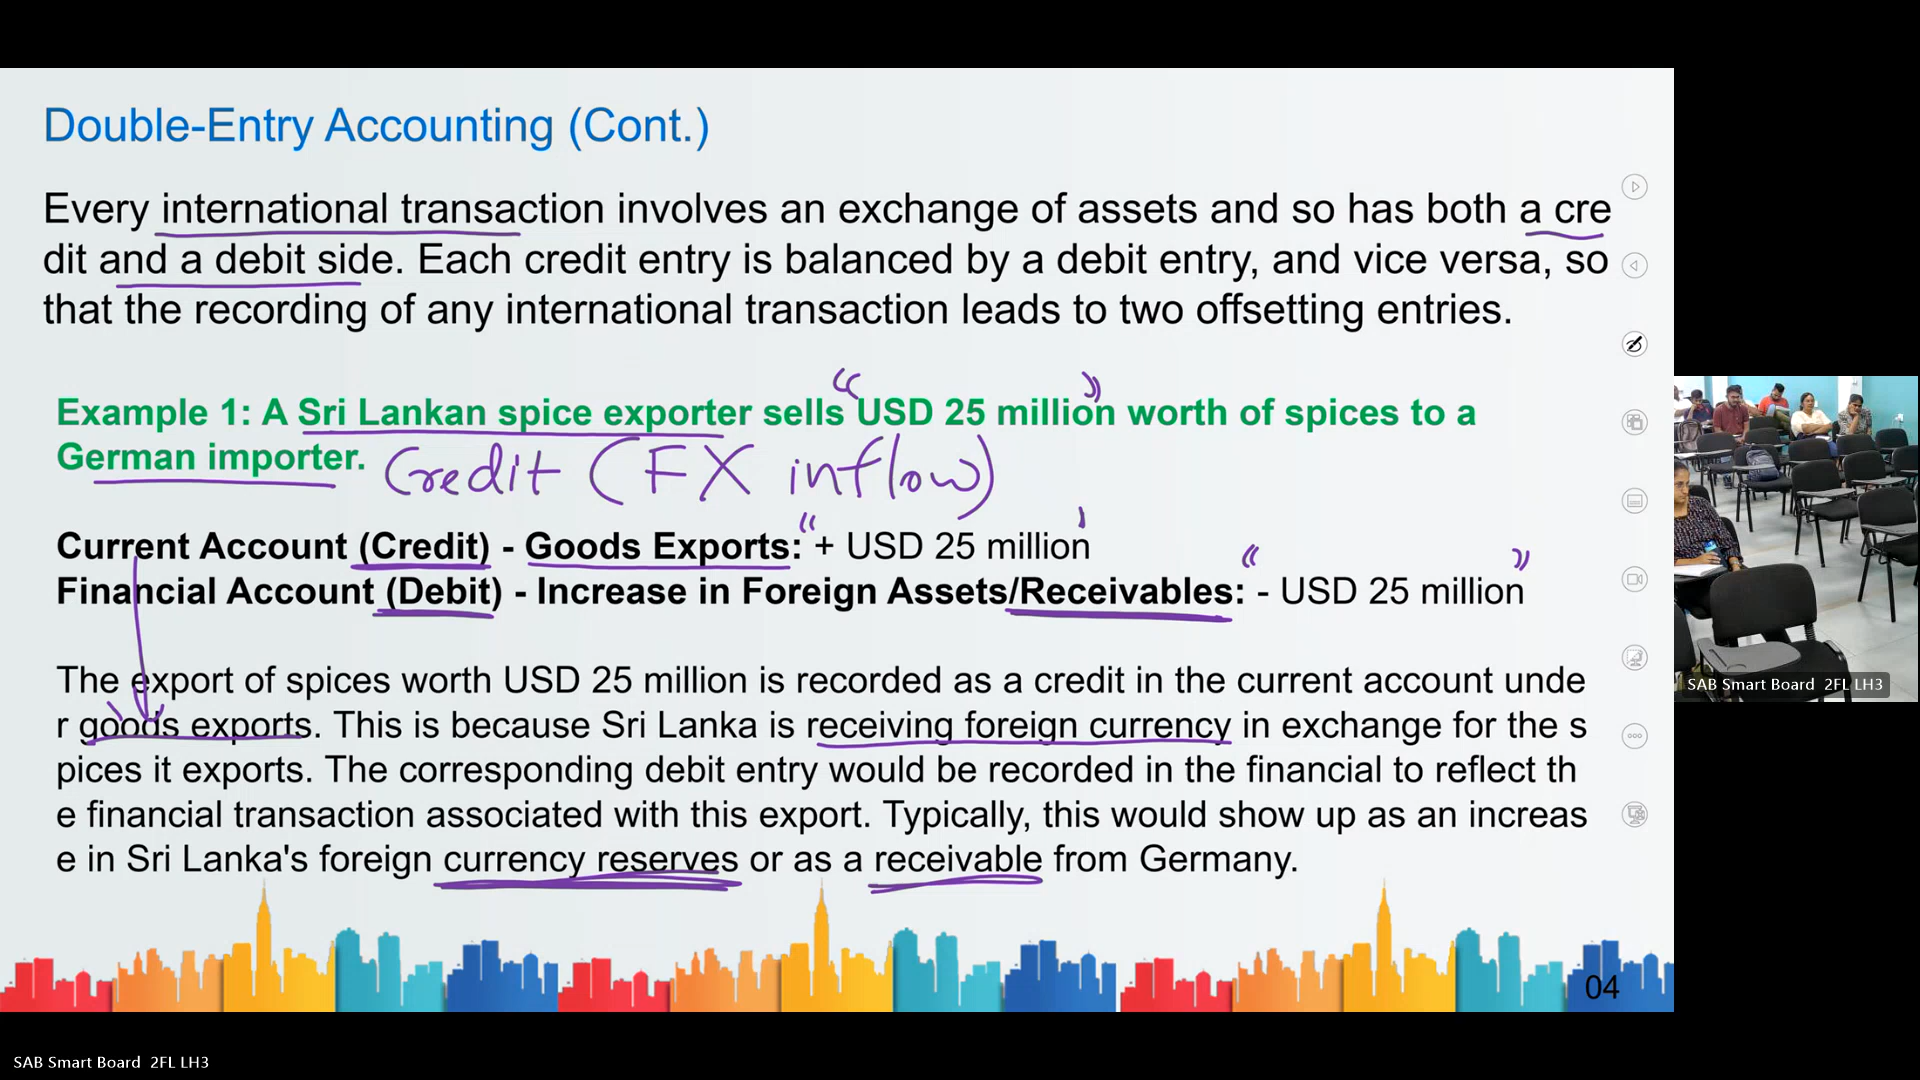 Double-Entry Accounting (Cont.)
Every international transaction involves an exchange of assets and so has both a cre
dit and a debit side. Each credit entry is balanced by a debit entry, and vice versa, so
that the recording of any international transaction leads to two offsetting entries.
Example 1: A Sri Lankan spice exporter sells "USD 25 million" worth of spices to a
German importer. Credit (FX inflow)
Current Account (Credit) - Goods Exports: "+ USD 25 million'
Financial Account (Debit) - Increase in Foreign Assets/Receivables: "- USD 25 million"
The export of spices worth USD 25 million is recorded as a credit in the current account unde
r goods exports. This is because Sri Lanka is receiving foreign currency in exchange for the s
pices it exports. The corresponding debit entry would be recorded in the financial to reflect th
e financial transaction associated with this export. Typically, this would show up as an increas
e in Sri Lanka's foreign currency reserves or as a receivable from Germany.
04
SAB Smart Board 2FL LH3
SAB Smart Board 2FL LH3